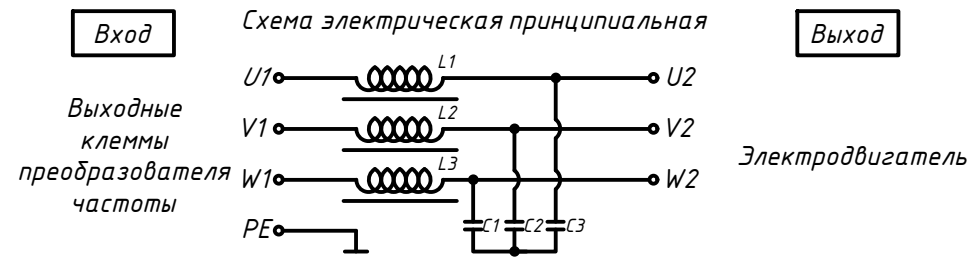 Схема электрическая принципиальная
Вход
Выход
L1
U1
U2
Выходные
клеммы
преобразователя
частоты
L2
V1
V2
Электродвигатель
L3
W1
W2
C1 C2 C3
PE